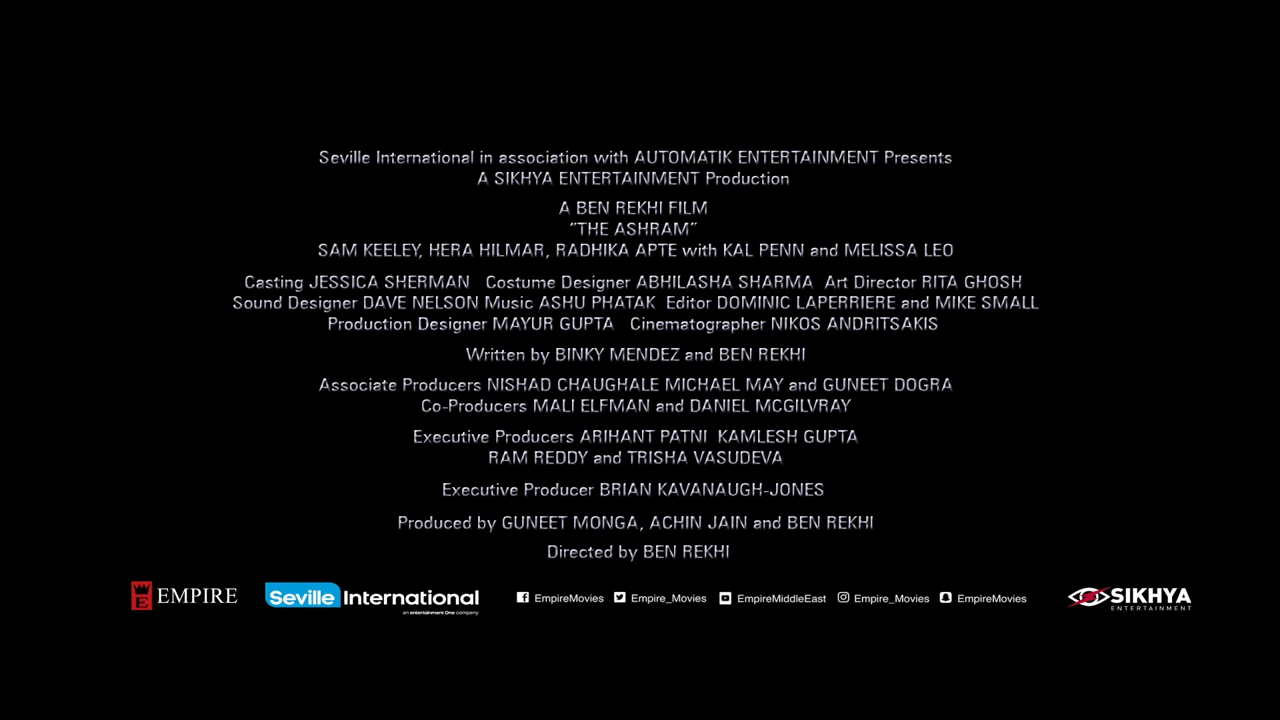 Seville International in association with AUTOMATIK ENTERTAINMENT Presents
A SIKHYA ENTERTAINMENT Production
A BEN REKHI FILM
"THE ASHRAM"
SAM KEELEY, HERA HILMAR, RADHIKA APTE with KAL PENN and MELISSA LEO
Casting JESSICA SHERMAN Costume Designer ABHILASHA SHARMA Art Director RITA GHOSH
Sound Designer DAVE NELSON Music ASHU PHATAK Editor DOMINIC LAPERRIERE and MIKE SMALL
Production Designer MAYUR GUPTA Cinematographer NIKOS ANDRITSAKIS
Written by BINKY MENDEZ and BEN REKHI
Associate Producers NISHAD CHAUGHALE MICHAEL MAY and GUNEET DOGRA
Co-Producers MALI ELFMAN and DANIEL MCGILVRAY
Executive Producers ARIHANT PATNI KAMLESH GUPTA
RAM REDDY and TRISHA VASUDEVA
Executive Producer BRIAN KAVANAUGH-JONES
Produced by GUNEET MONGA, ACHIN JAIN and BEN REKHI
Directed by BEN REKHI
E EMPIRE Seville International EmpireMovies Empire_Movies EmpireMiddleEast Empire_Movies EmpireMovies SIKHYA
an entertainment One company ENTERTAINMENT